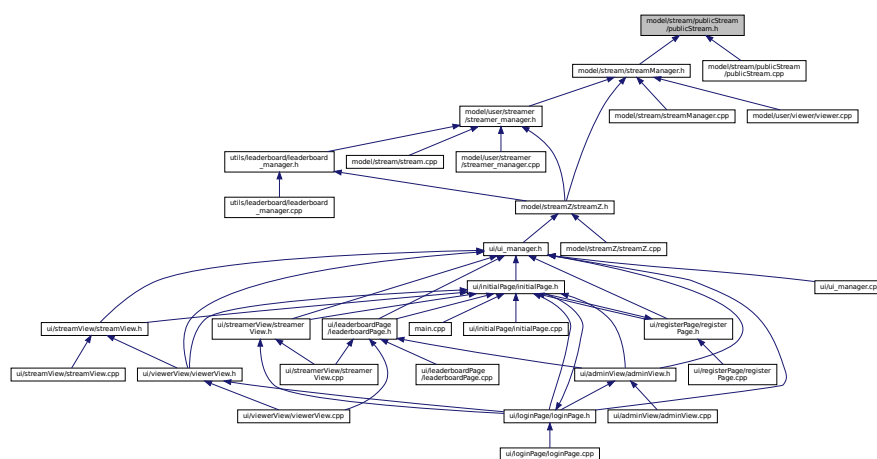 model/stream/publicStream
/publicStream.h
model/stream/streamManager.h
model/stream/publicStream
/publicStream.cpp
model/user/streamer
/streamer_manager.h
model/stream/streamManager.cpp
model/user/viewer/viewer.cpp
utils/leaderboard/leaderboard
_manager.h
model/stream/stream.cpp
model/user/streamer
/streamer_manager.cpp
utils/leaderboard/leaderboard
_manager.cpp
model/streamZ/streamZ.h
ui/ui_manager.h
model/streamZ/streamZ.cpp
ui/initialPage/initialPage.h
ui/ui_manager.cp
ui/streamView/streamView.h
ui/streamerView/streamer
View.h
ui/leaderboardPage
/leaderboardPage.h
main.cpp
ui/initialPage/initialPage.cpp
ui/registerPage/register
Page.h
ui/streamView/streamView.cpp
ui/viewerView/viewerView.h
ui/streamerView/streamer
View.cpp
ui/leaderboardPage
/leaderboardPage.cpp
ui/adminView/adminView.h
ui/registerPage/register
Page.cpp
ui/viewerView/viewerView.cpp
ui/loginPage/loginPage.h
ui/adminView/adminView.cpp
ui/loginPage/loginPage.cpp